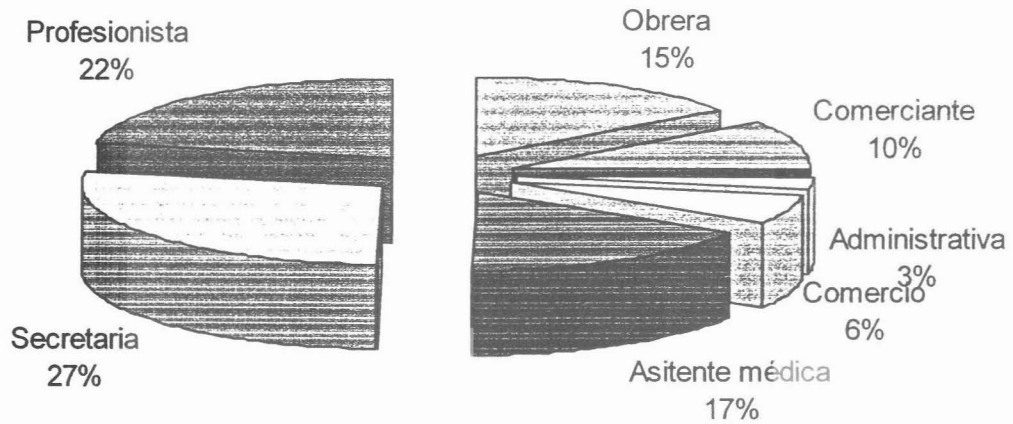 Profesionista
22%
Obrera
15%
Comerciante
10%
Administrativa
3%
Comercio
6%
Asitente médica
17%
Secretaria
27%